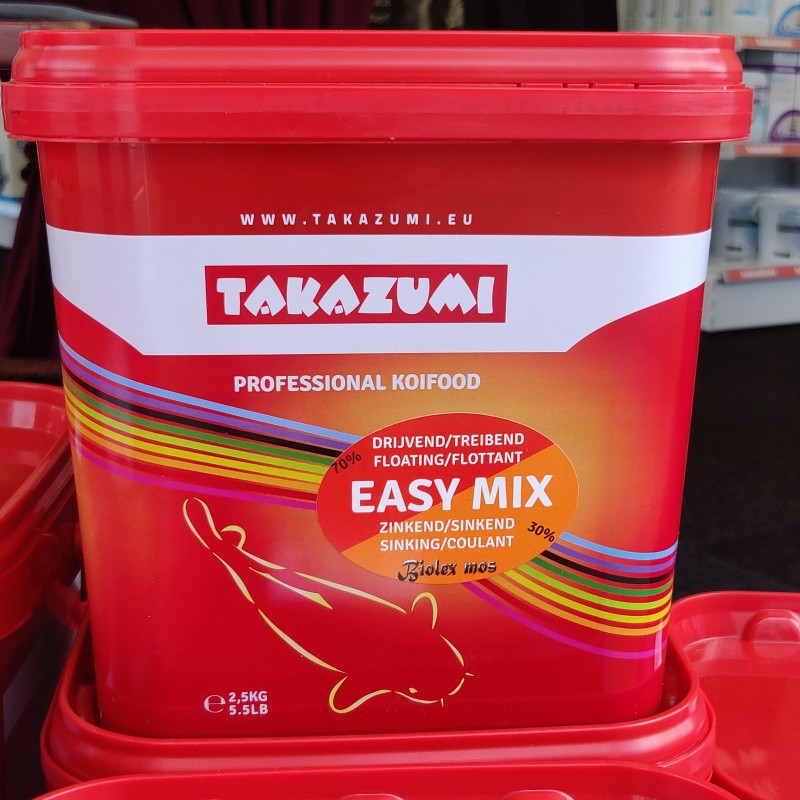 WWW.TAKAZUMI.EU
TAKAZUMI
PROFESSIONAL KOIFOOD
DRIJVEND/TREIBEND
70% FLOATING/FLOTTANT
EASY MIX
ZINKEND/SINKEND 30%
SINKING/COULANT
Biolex mos
℮ 2,5KG
5.5LB